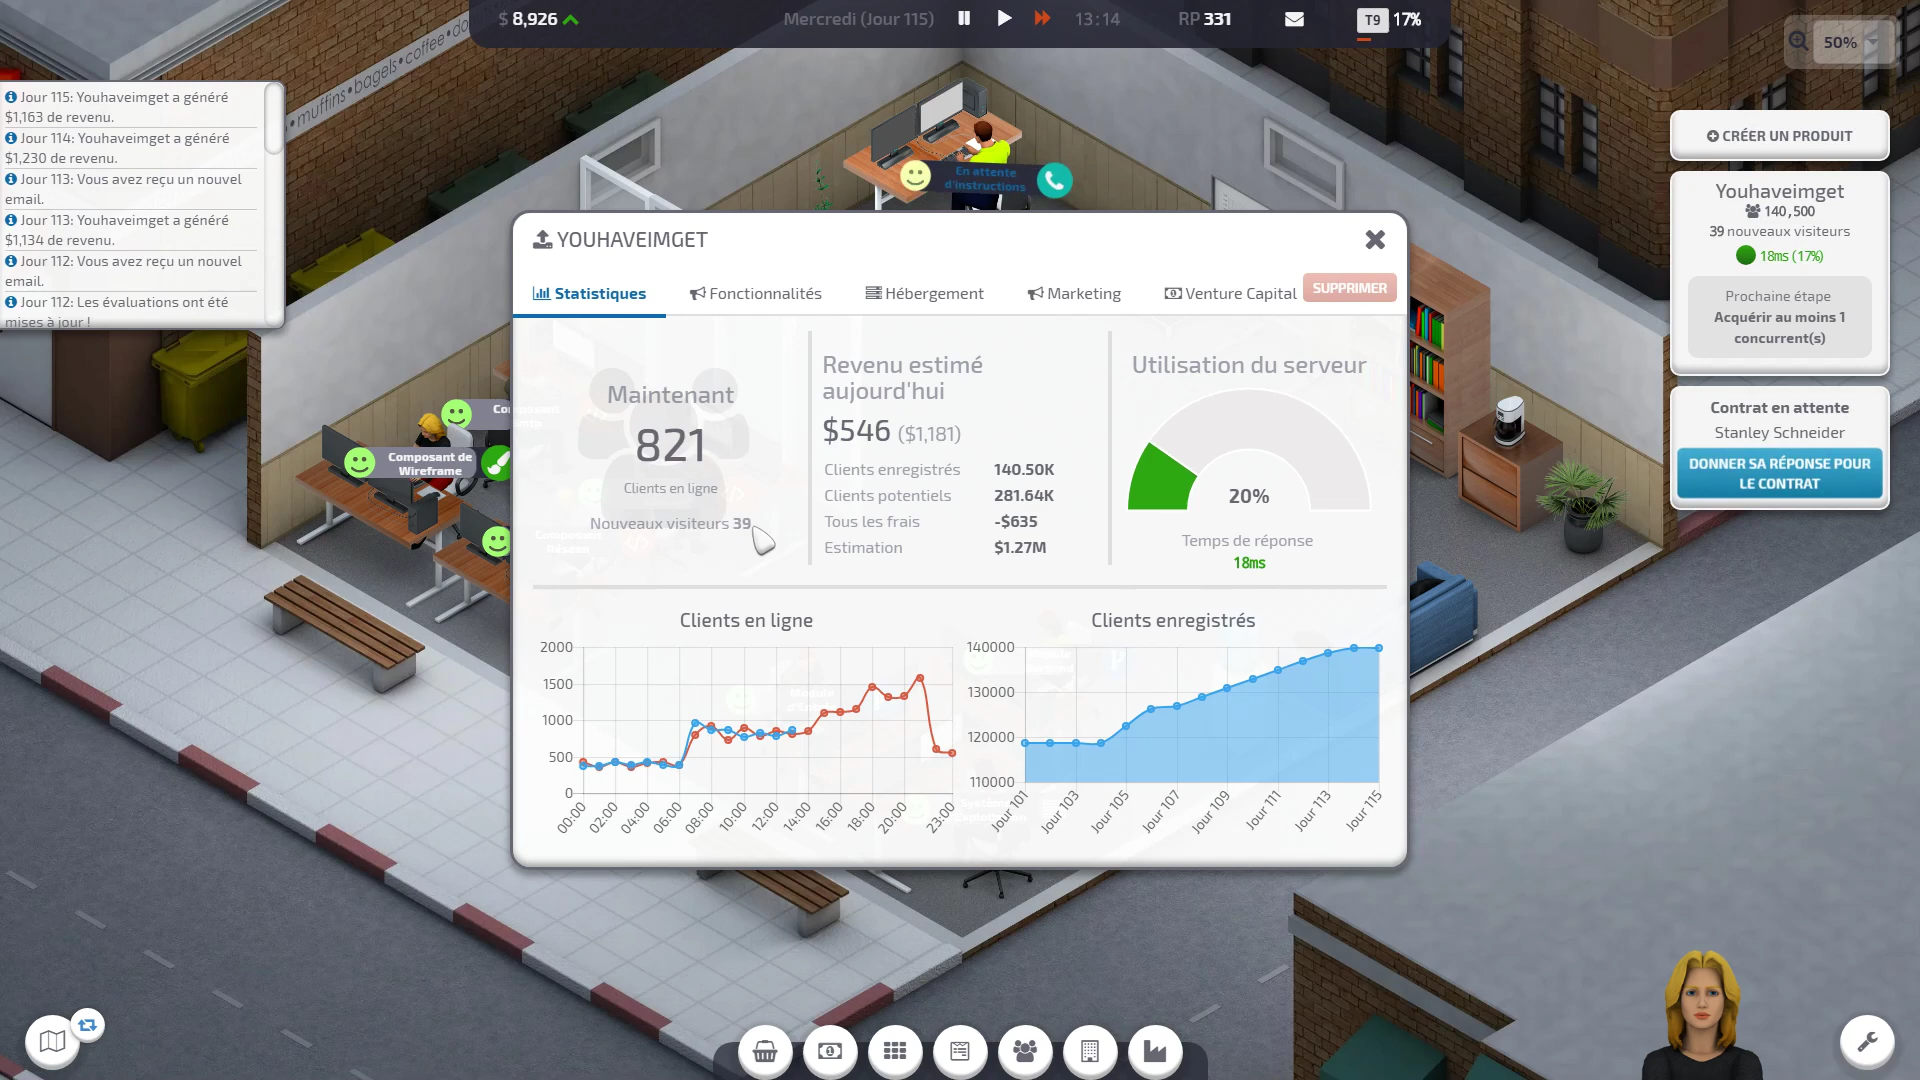 $ 8,926
Mercredi (Jour 115)
13:14
RP 331
T9 17%
50%
muffins • bagels • coffee •
Jour 115: Youhaveimget a généré
$1,163 de revenu.
Jour 114: Youhaveimget a généré
$1,230 de revenu.
Jour 113: Vous avez reçu un nouvel
email.
Jour 113: Youhaveimget a généré
$1,134 de revenu.
Jour 112: Vous avez reçu un nouvel
email.
Jour 112: Les évaluations ont été
mises à jour !
En attente
d'instructions
Composant de
Wireframe
CRÉER UN PRODUIT
Youhaveimget
140,500
39 nouveaux visiteurs
18ms (17%)
Prochaine étape
Acquérir au moins 1
concurrent(s)
Contrat en attente
Stanley Schneider
DONNER SA RÉPONSE POUR
LE CONTRAT
YOUHAVEIMGET
Statistiques
Fonctionnalités
Hébergement
Marketing
Venture Capital
SUPPRIMER
Maintenant
821
Clients en ligne
Nouveaux visiteurs 39
Revenu estimé
aujourd'hui
$546 ($1,181)
Clients enregistrés 140.50K
Clients potentiels 281.64K
Tous les frais -$635
Estimation $1.27M
Utilisation du serveur
20%
Temps de réponse
18ms
Clients en ligne
2000
1500
1000
500
0
00:00
02:00
04:00
06:00
08:00
10:00
12:00
14:00
16:00
18:00
20:00
23:00
Clients enregistrés
140000
130000
120000
110000
Jour 101
Jour 103
Jour 105
Jour 107
Jour 109
Jour 111
Jour 113
Jour 115